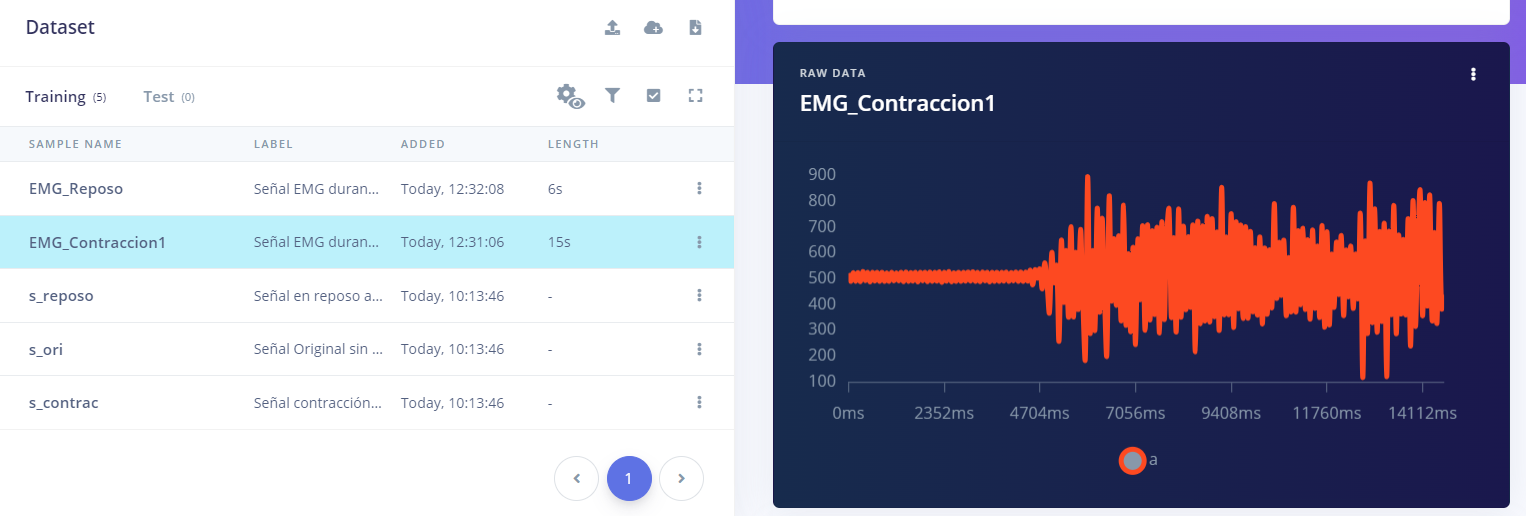 Dataset
Training (5) Test (0)
SAMPLE NAME LABEL ADDED LENGTH
EMG_Reposo Señal EMG duran... Today, 12:32:08 6s
EMG_Contraccion1 Señal EMG duran... Today, 12:31:06 15s
s_reposo Señal en reposo a... Today, 10:13:46 -
s_ori Señal Original sin ... Today, 10:13:46 -
s_contrac Señal contracción... Today, 10:13:46 -
1
RAW DATA
EMG_Contraccion1
900
800
700
600
500
400
300
200
100
0ms 2352ms 4704ms 7056ms 9408ms 11760ms 14112ms
a